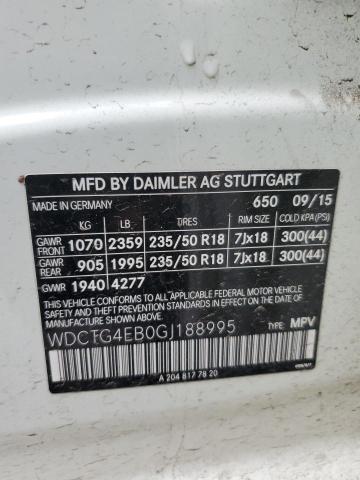 MFD BY DAIMLER AG STUTTGART
MADE IN GERMANY 650 09/15
KG LB TIRES RIM SIZE COLD KPA (PSI)
GAWR FRONT 1070 2359 235/50 R18 7Jx18 300(44)
GAWR REAR 905 1995 235/50 R18 7Jx18 300(44)
GWR 1940 4277
THIS VEHICLE CONFORMS TO ALL APPLICABLE
U.S. FEDERAL MOTOR VEHICLE
SAFETY BUMPER, AND THEFT PREVENTION
STANDARDS IN EFFECT ON THE DATE OF
MANUFACTURE SHOWN ABOVE.
WDCTG4EB0GJ188995 TYPE: MPV
A 204 817 78 20